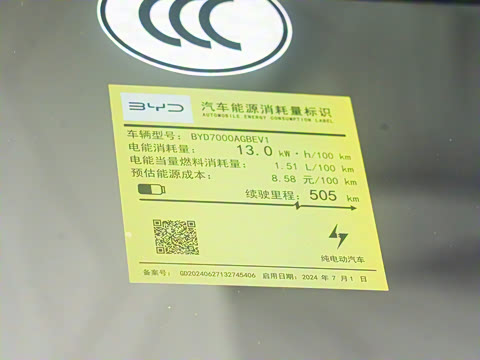 CCC
BYD
汽车能源消耗量标识
AUTOMOBILE ENERGY CONSUMPTION LABEL
车辆型号： BYD7000AGBEV1
电能消耗量： 13.0 kW·h/100 km
电能当量燃料消耗量： 1.51 L/100 km
预估能源成本： 8.58 元/100 km
续驶里程： 505 km
纯电动汽车
备案号： GD20240627132745406 启用日期：2024 年 7 月 1 日